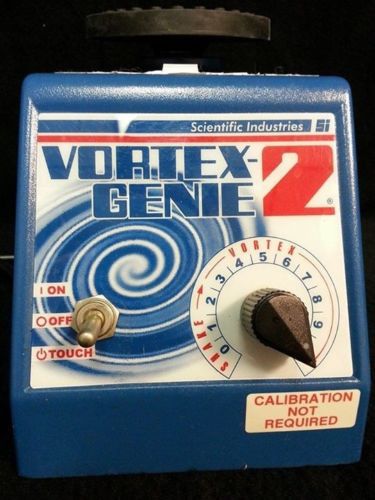 Scientific Industries SI
VORTEX-
GENIE 2®
I ON
OFF
TOUCH
SHAKE VORTEX
0 1 2 3 4 5 6 7 8 9
CALIBRATION
NOT
REQUIRED